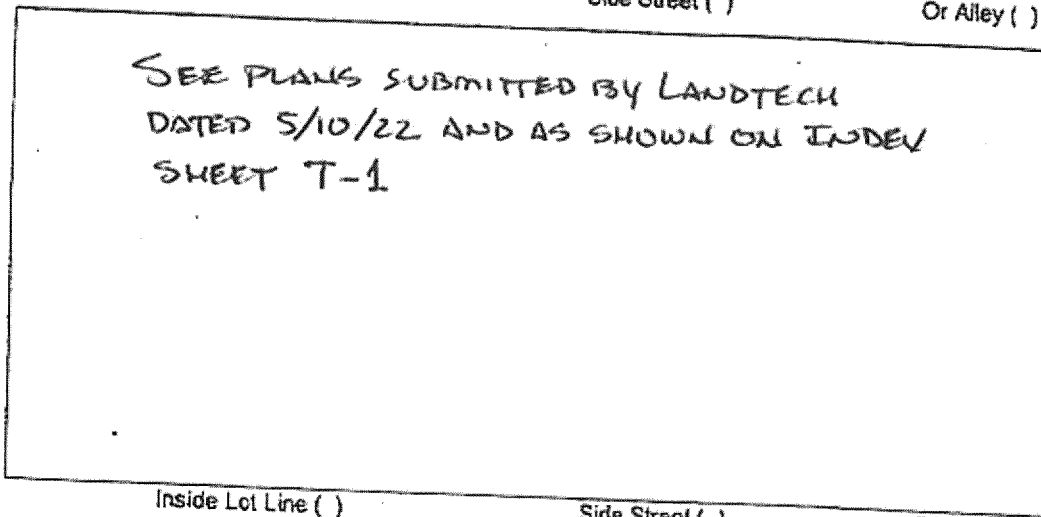 Side Street ( ) Or Alley ( )
SEE PLANS SUBMITTED BY LANDTECH
DATED 5/10/22 AND AS SHOWN ON INDEX
SHEET T-1
Inside Lot Line ( ) Side Street ( )